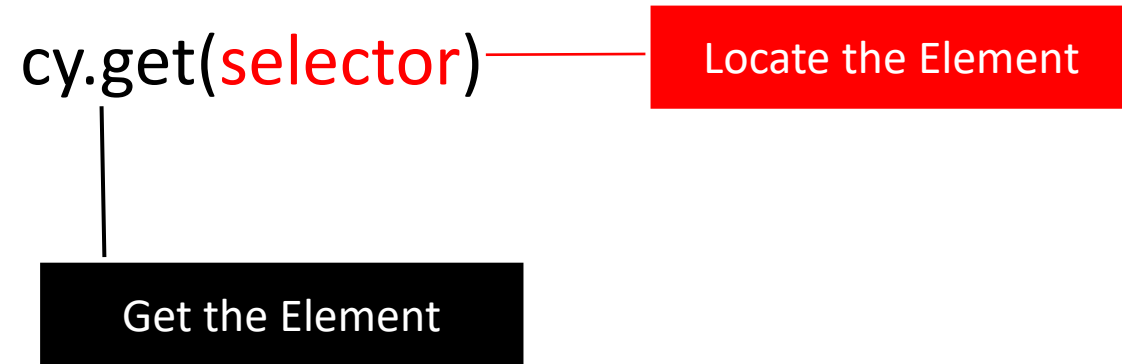 cy.get(selector)
Locate the Element
Get the Element